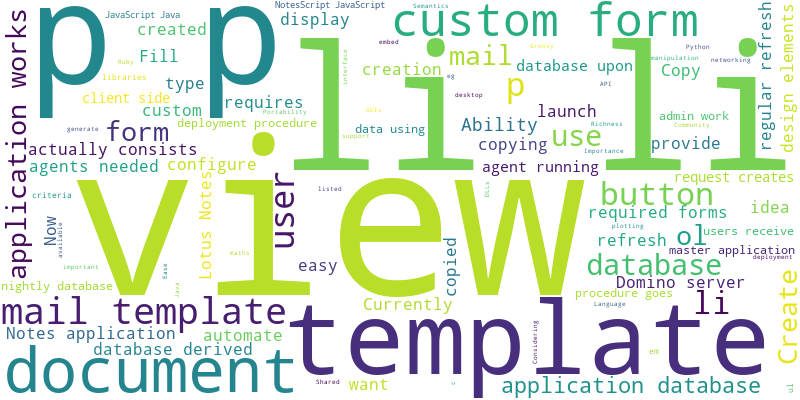 JavaScript Java
NotesScript JavaScript
Semantics
created
display
custom form
p p
li li
Ruby
Fill
creation
mail
embed
Groovy
Python
libraries
type
interface
eg
database upon
manipulation
networking
regular refresh
design elements
client side
requires
desktop
Copy
API
custom
Portability
GUIs
p
launch
admin work
deployment procedure
data using
Ability
Richness
Community
generate
form
support
copying
use
Importance
provide
application works
actually consists
agent running
agents needed
configure
request creates
view
user
Lotus Notes
DLLs
listed
button
criteria
required forms
idea
Now
available
plotting
ol
users receive
copied
refresh
maths
easy
master application
important
Ease
database
deployment
Java
Domino server
nightly database
Currently
procedure goes
li
mail template
template
Language
Notes application
automate
Considering
Create
database derived
em
document
Shared
want
c
application database
ul